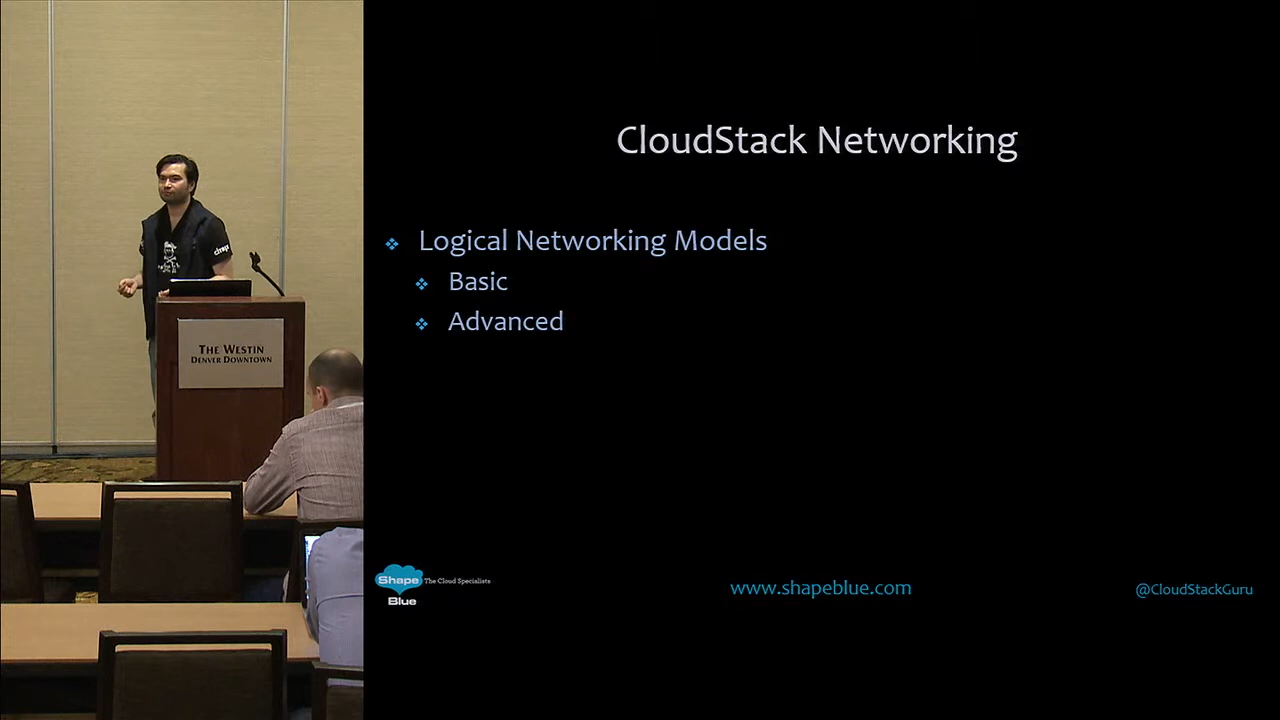 CloudStack Networking
Logical Networking Models
Basic
Advanced
citrix
THE WESTIN
DENVER DOWNTOWN
Shape
Blue
The Cloud Specialists
www.shapeblue.com
@CloudStackGuru